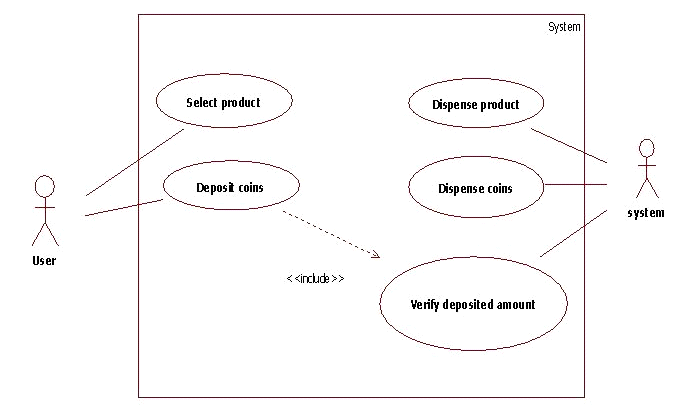 System
Select product
Dispense product
Deposit coins
Dispense coins
User
system
<<include>>
Verify deposited amount